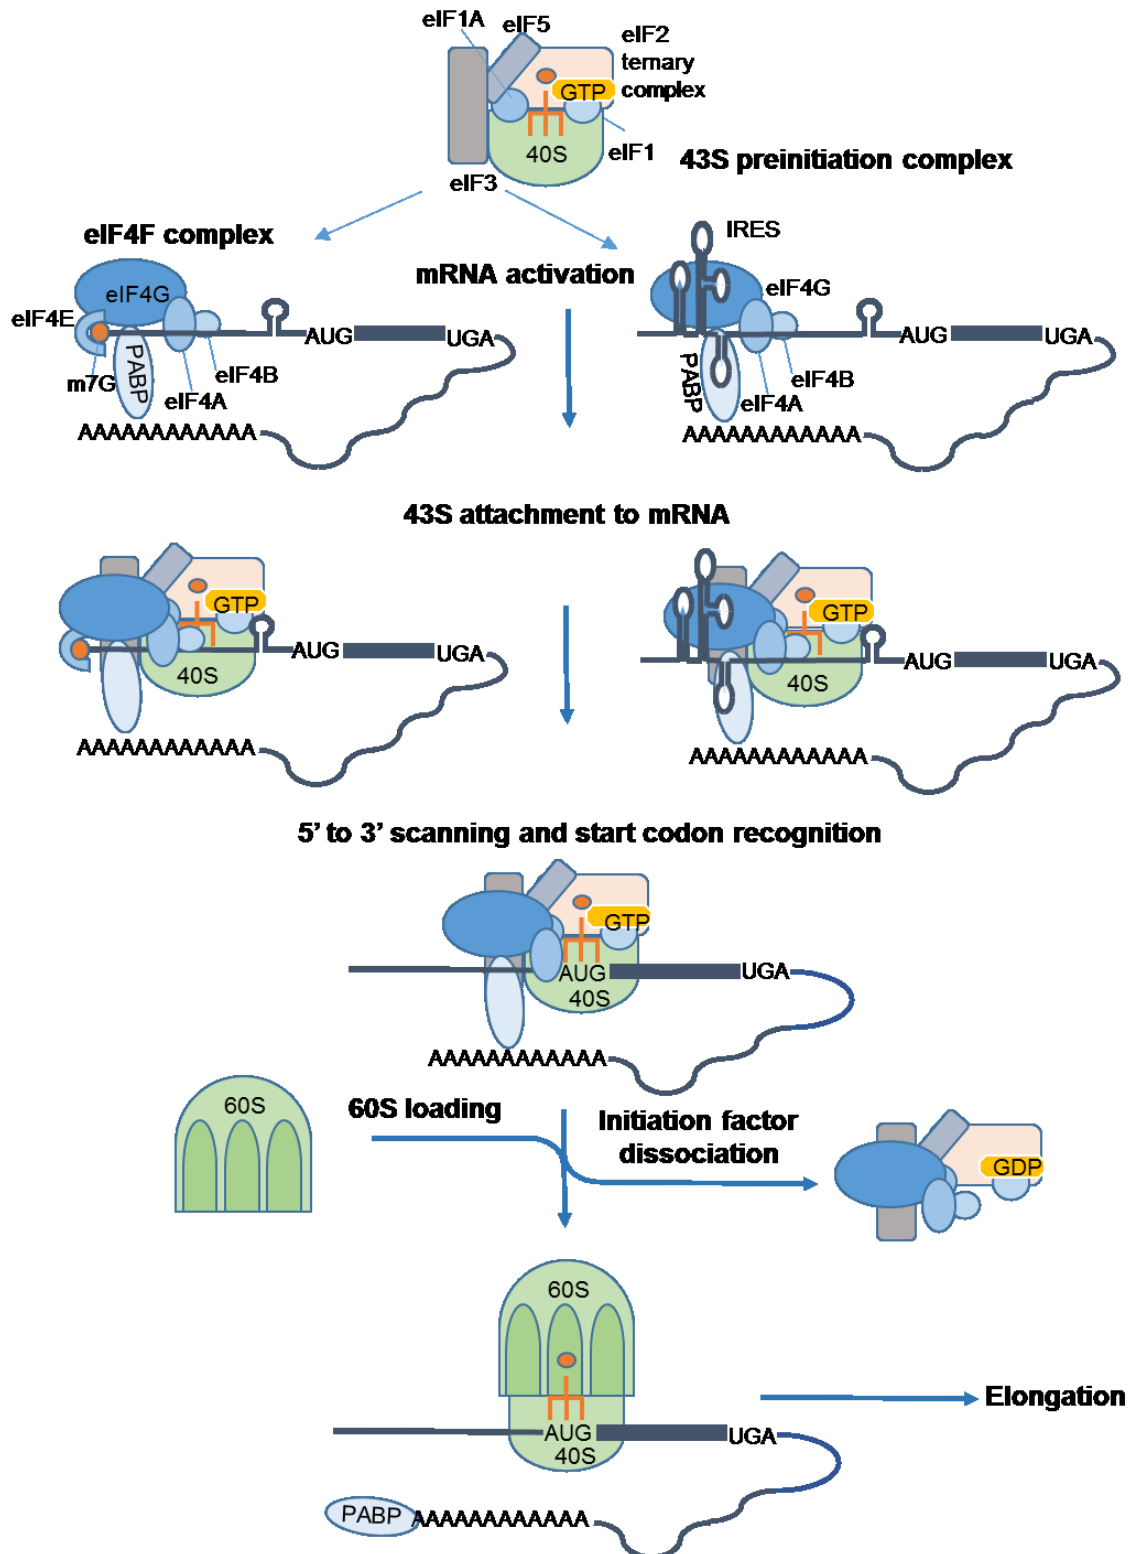 eIF1A
eIF5
eIF2
ternary
complex
GTP
40S
eIF1
eIF3
43S preinitiation complex
eIF4F complex
mRNA activation
IRES
eIF4G
eIF4E
m7G
PABP
eIF4A
eIF4B
AUG
UGA
AAAAAAAAAAAA
eIF4G
PABP
eIF4A
eIF4B
AUG
UGA
AAAAAAAAAAAA
43S attachment to mRNA
GTP
40S
AUG
UGA
AAAAAAAAAAAA
GTP
40S
AUG
UGA
AAAAAAAAAAAA
5’ to 3’ scanning and start codon recognition
GTP
AUG
40S
UGA
AAAAAAAAAAAA
60S
60S loading
Initiation factor
dissociation
GDP
60S
AUG
40S
UGA
Elongation
PABP
AAAAAAAAAAAA